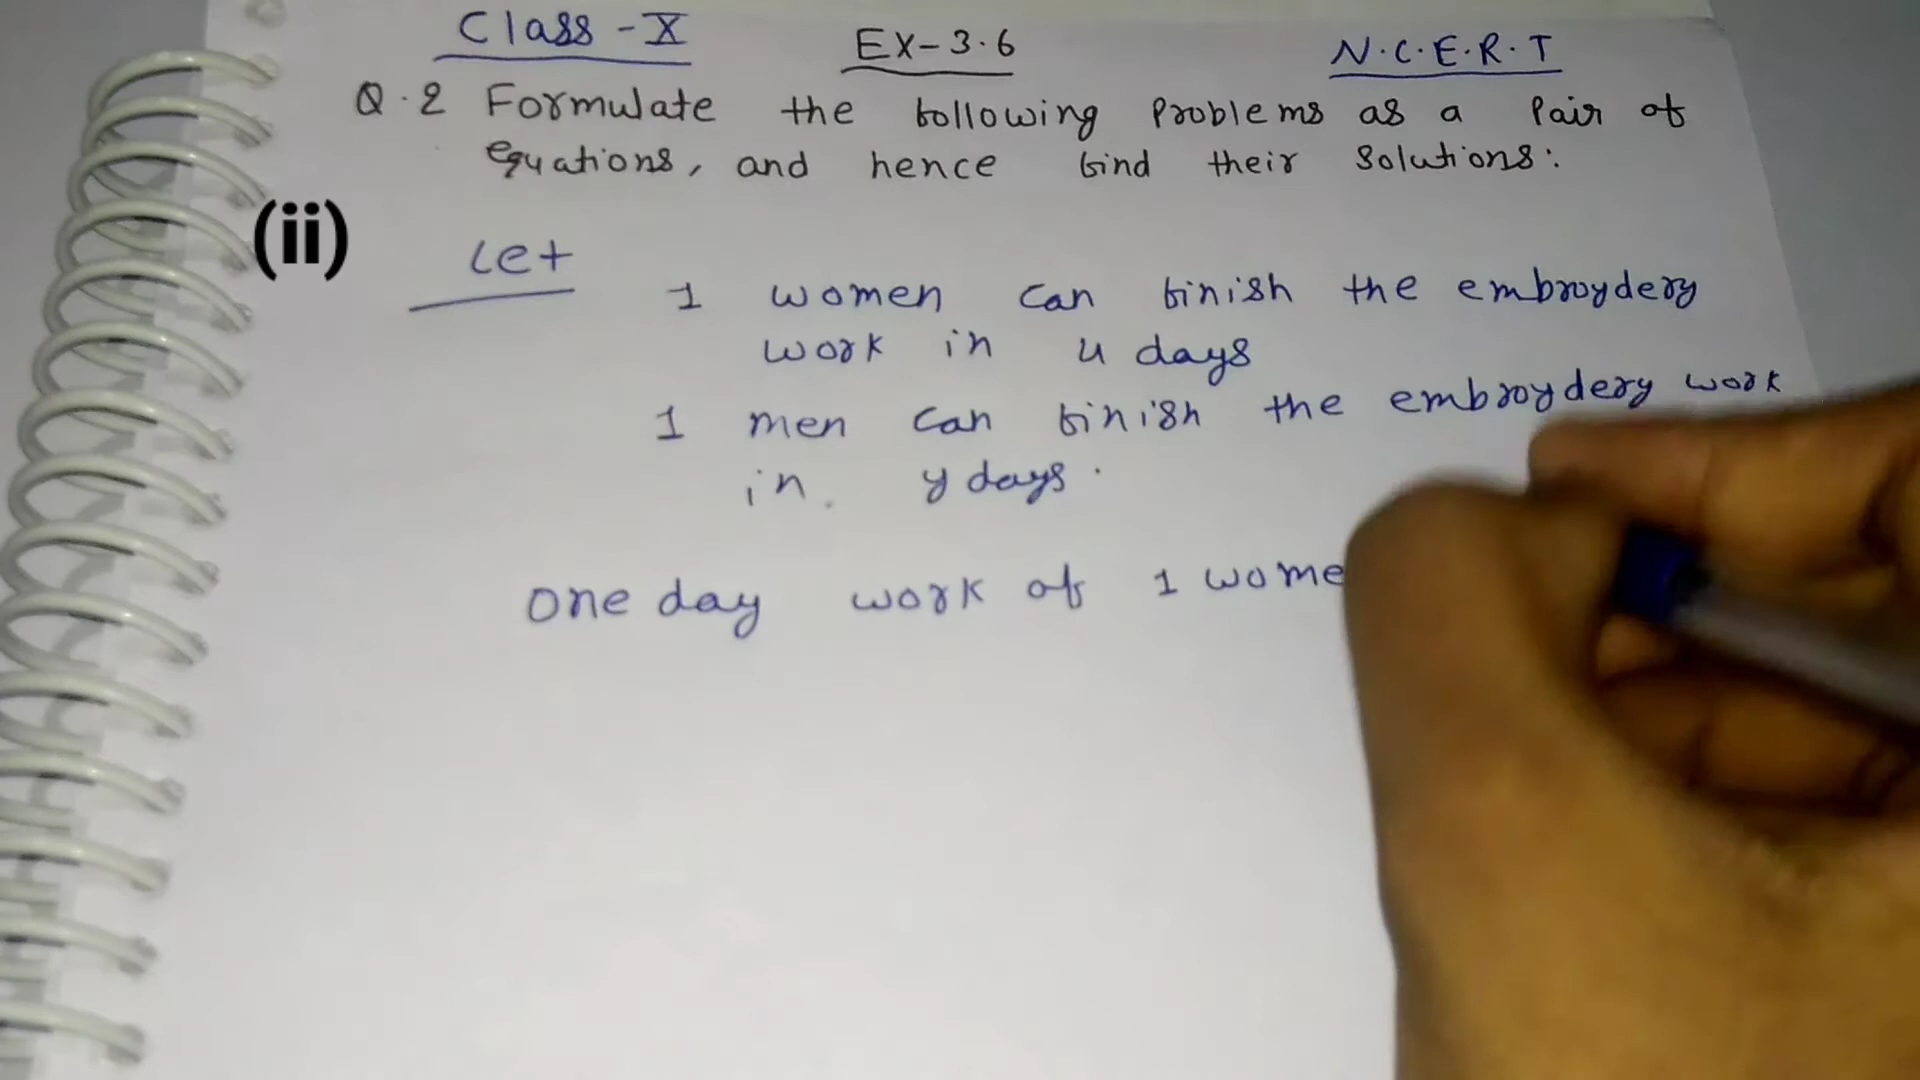 Class - X EX-3.6 N.C.E.R.T
Q.2 Formulate the following Problems as a Pair of
equations, and hence find their Solutions:
(ii)
Let
1 women can finish the embroydery
work in u days
1 men can finish the embroydery work
in. y days.
one day work of 1 wome